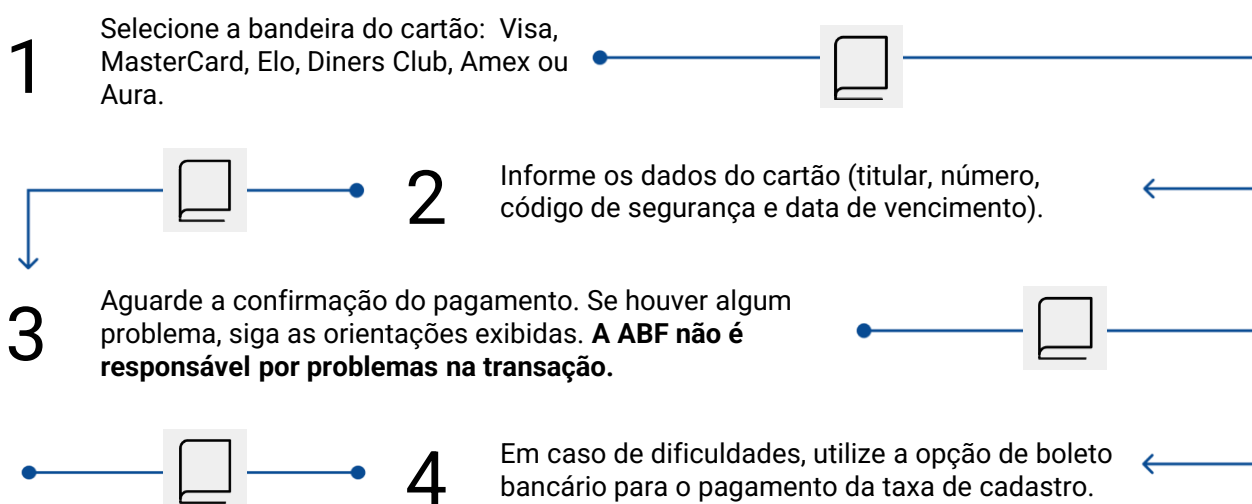 1
Selecione a bandeira do cartão: Visa,
MasterCard, Elo, Diners Club, Amex ou
Aura.
2
Informe os dados do cartão (titular, número,
código de segurança e data de vencimento).
3
Aguarde a confirmação do pagamento. Se houver algum
problema, siga as orientações exibidas. A ABF não é
responsável por problemas na transação.
4
Em caso de dificuldades, utilize a opção de boleto
bancário para o pagamento da taxa de cadastro.